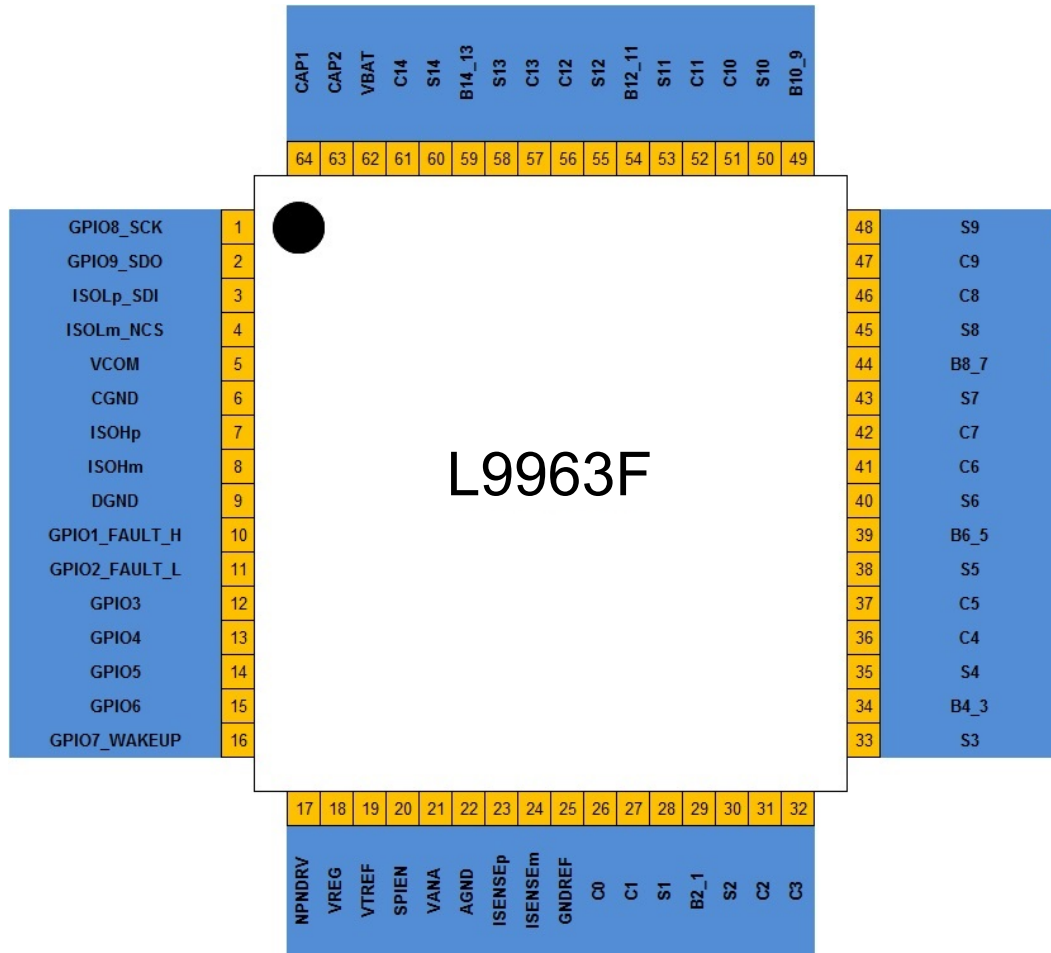 CAP1
CAP2
VBAT
C14
S14
B14_13
S13
C13
C12
S12
B12_11
S11
C11
C10
S10
B10_9
64 63 62 61 60 59 58 57 56 55 54 53 52 51 50 49
GPIO8_SCK 1
GPIO9_SDO 2
ISOLp_SDI 3
ISOLm_NCS 4
VCOM 5
CGND 6
ISOHp 7
ISOHm 8
DGND 9
GPIO1_FAULT_H 10
GPIO2_FAULT_L 11
GPIO3 12
GPIO4 13
GPIO5 14
GPIO6 15
GPIO7_WAKEUP 16
L9963F
48 S9
47 C9
46 C8
45 S8
44 B8_7
43 S7
42 C7
41 C6
40 S6
39 B6_5
38 S5
37 C5
36 C4
35 S4
34 B4_3
33 S3
17 18 19 20 21 22 23 24 25 26 27 28 29 30 31 32
NPNDRV
VREG
VTREF
SPIEN
VANA
AGND
ISENSEp
ISENSEm
GNDREF
C0
C1
S1
B2_1
S2
C2
C3